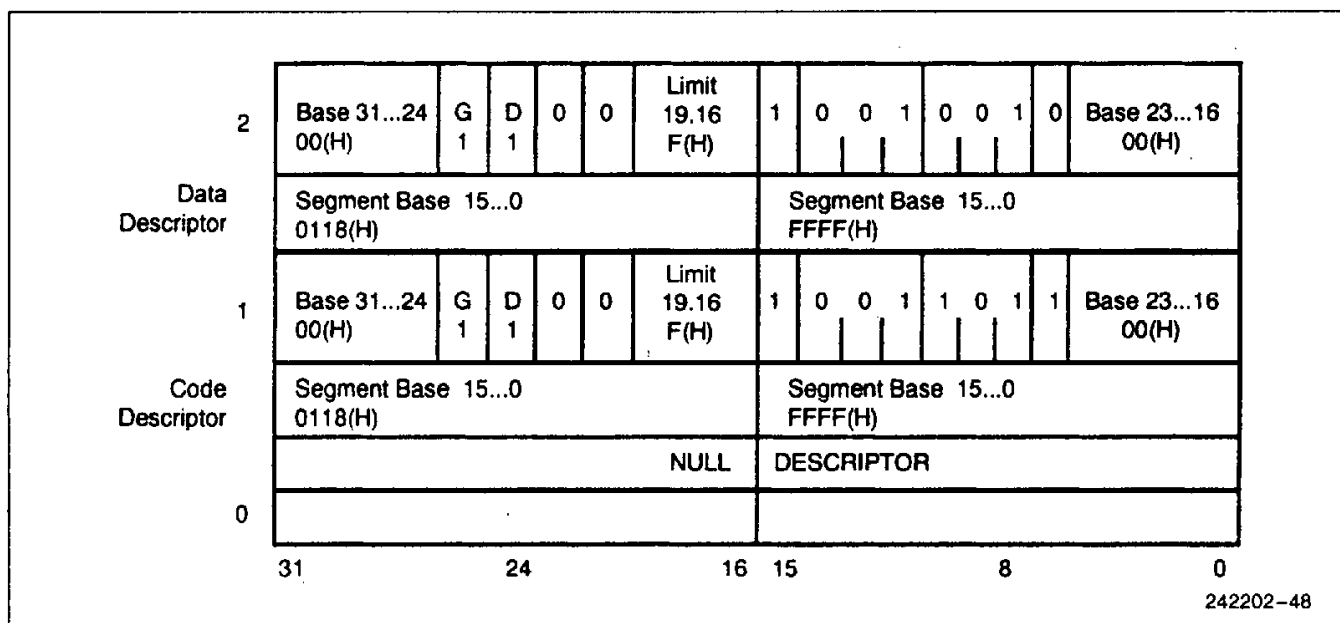 2
Base 31...24 G D 0 0 Limit 1 0 0 1 0 0 1 0 Base 23...16
00(H) 1 1 19.16 00(H)
F(H)
Data
Descriptor
Segment Base 15...0 Segment Base 15...0
0118(H) FFFF(H)
1
Base 31...24 G D 0 0 Limit 1 0 0 1 1 0 1 1 Base 23...16
00(H) 1 1 19.16 00(H)
F(H)
Code
Descriptor
Segment Base 15...0 Segment Base 15...0
0118(H) FFFF(H)
NULL DESCRIPTOR
0
31 24 16 15 8 0
242202-48